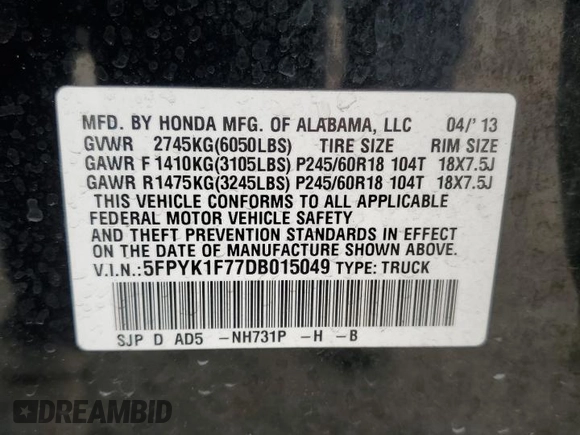 MFD. BY HONDA MFG. OF ALABAMA, LLC 04/'13
GVWR 2745KG(6050LBS) TIRE SIZE RIM SIZE
GAWR F1410KG(3105LBS) P245/60R18 104T 18X7.5J
GAWR R1475KG(3245LBS) P245/60R18 104T 18X7.5J
THIS VEHICLE CONFORMS TO ALL APPLICABLE
FEDERAL MOTOR VEHICLE SAFETY
AND THEFT PREVENTION STANDARDS IN EFFECT
ON THE DATE OF MANUFACTURE SHOWN ABOVE.
V.I.N.:5FPYK1F77DB015049 TYPE: TRUCK
SJP D AD5 -NH731P -H -B
DREAMBID